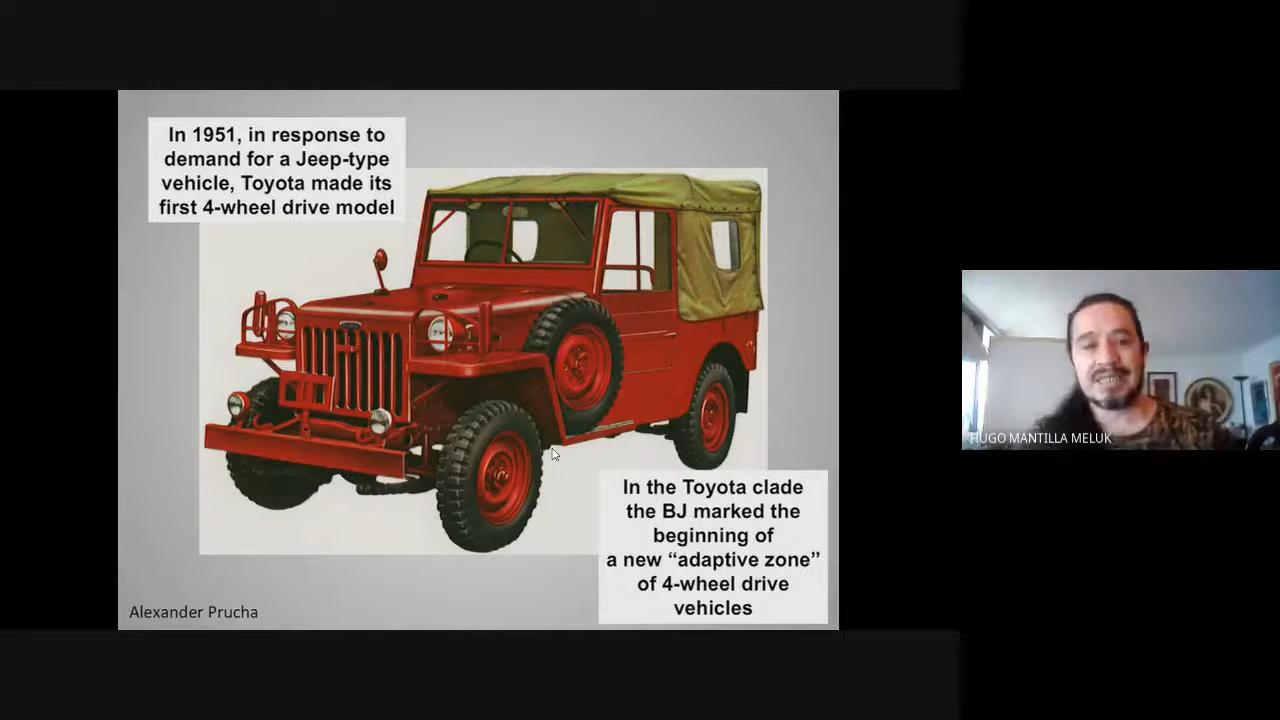 In 1951, in response to
demand for a Jeep-type
vehicle, Toyota made its
first 4-wheel drive model
In the Toyota clade
the BJ marked the
beginning of
a new “adaptive zone”
of 4-wheel drive
vehicles
Alexander Prucha
HUGO MANTILLA MELUK